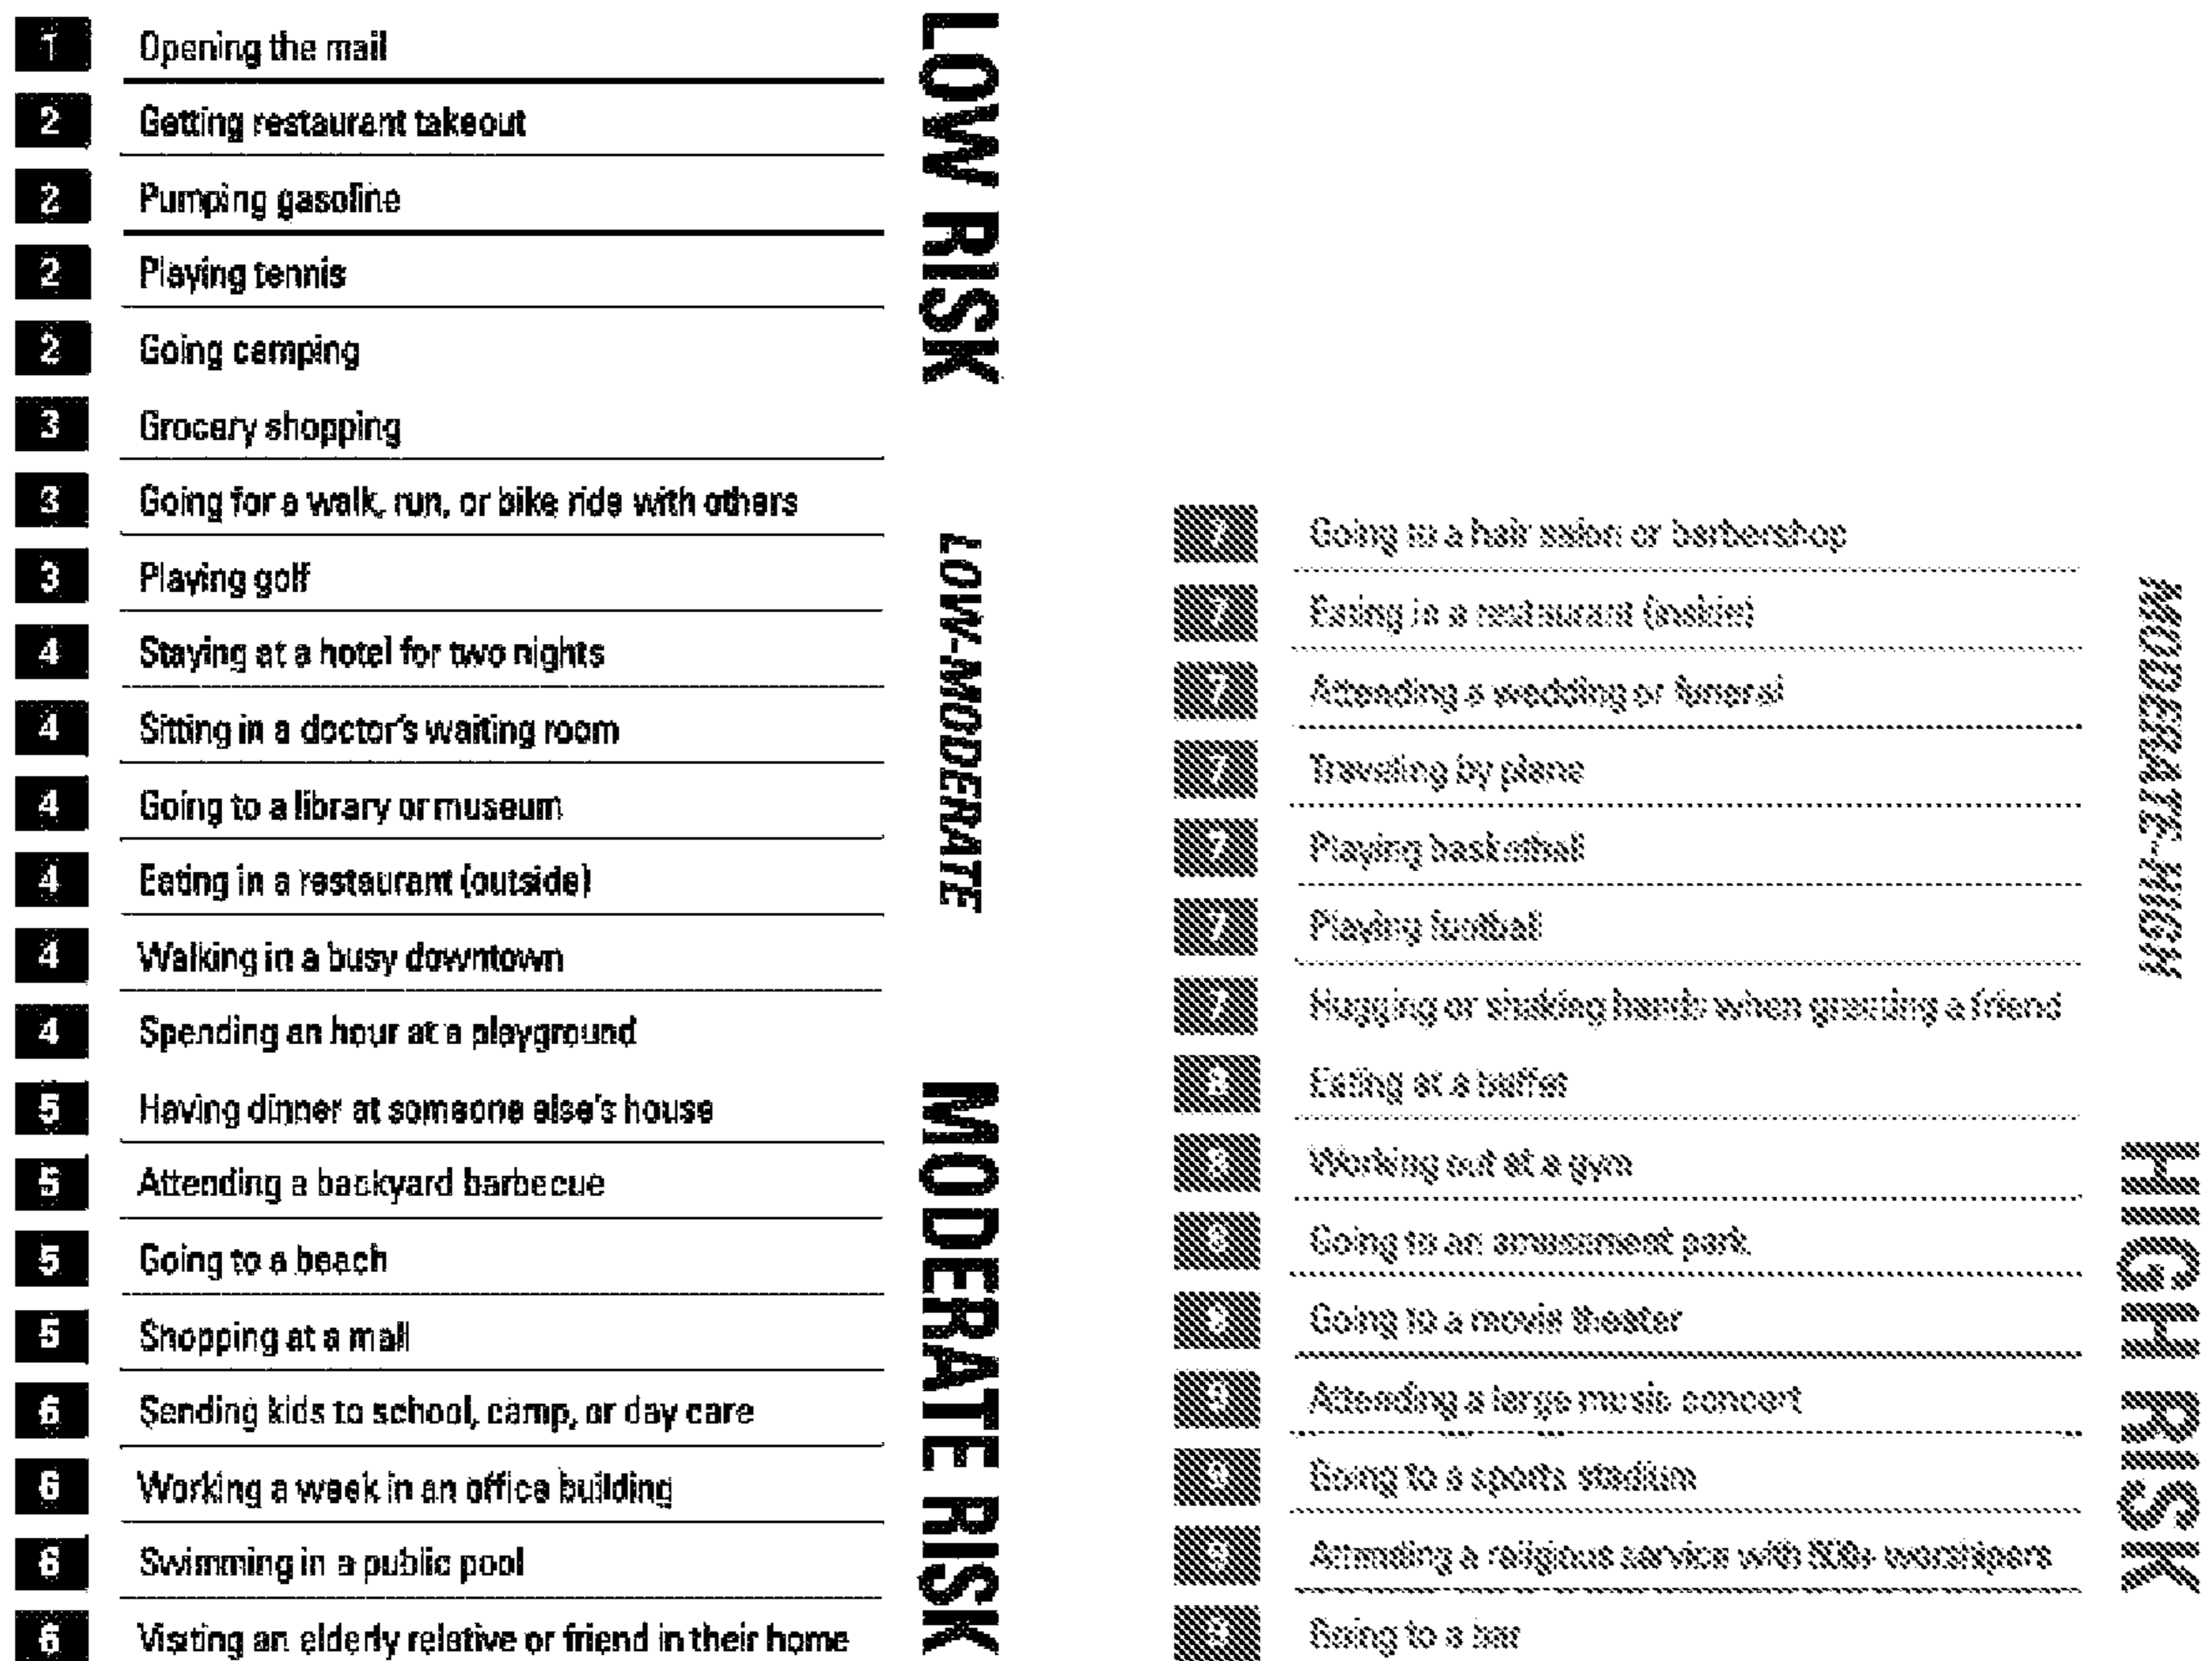 1 Opening the mail
2 Getting restaurant takeout
2 Pumping gasoline
2 Playing tennis
2 Going camping
LOW RISK
3 Grocery shopping
3 Going for a walk, run, or bike ride with others
3 Playing golf
4 Staying at a hotel for two nights
4 Sitting in a doctor's waiting room
4 Going to a library or museum
4 Eating in a restaurant (outside)
4 Walking in a busy downtown
4 Spending an hour at a playground
LOW-MODERATE
5 Having dinner at someone else's house
5 Attending a backyard barbecue
5 Going to a beach
5 Shopping at a mall
6 Sending kids to school, camp, or day care
6 Working a week in an office building
6 Swimming in a public pool
6 Visiting an elderly relative or friend in their home
MODERATE RISK
7 Going to a hair salon or barbershop
7 Eating in a restaurant (inside)
7 Attending a wedding or funeral
7 Traveling by plane
7 Playing basketball
7 Playing football
7 Hugging or shaking hands when greeting a friend
MODERATE-HIGH
8 Eating at a buffet
8 Working out at a gym
8 Going to an amusement park
Going to a movie theater
9 Attending a large music concert
9 Going to a sports stadium
9 Attending a religious service with 500+ worshipers
9 Going to a bar
HIGH RISK